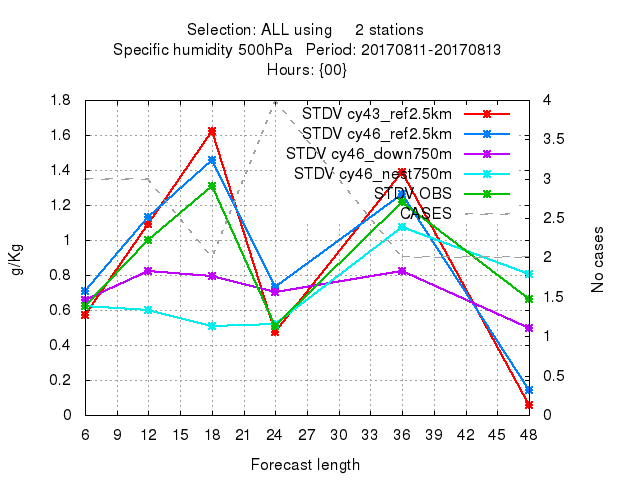 Selection: ALL using 2 stations
Specific humidity 500hPa Period: 20170811-20170813
Hours: {00}
STDV cy43_ref2.5km
STDV cy46_ref2.5km
STDV cy46_down750m
STDV cy46_nest750m
STDV OBS
CASES
1.8
1.6
1.4
1.2
1
0.8
0.6
0.4
0.2
0
g/Kg
4
3.5
3
2.5
2
1.5
1
0.5
0
No cases
6 9 12 15 18 21 24 27 30 33 36 39 42 45 48
Forecast length